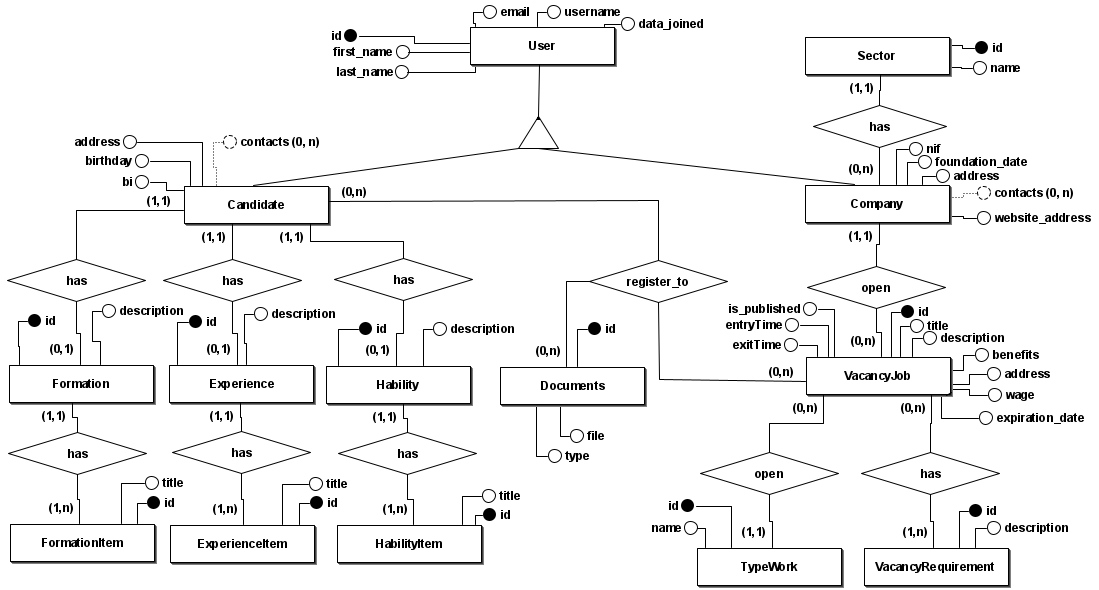 email
username
data_joined
id
User
first_name
last_name
id
Sector
name
(1,1)
has
address
contacts (0, n)
birthday
bi
(1,1)
(0,n)
Candidate
(0,n)
nif
foundation_date
address
contacts (0, n)
Company
website_address
(1,1)
(1,1)
(1,1)
has
has
has
register_to
open
id
description
id
description
id
description
id
is_published
entryTime
exitTime
id
title
description
(0,1)
(0,1)
(0,1)
(0,n)
(0,n)
(0,n)
benefits
address
wage
expiration_date
Formation
Experience
Hability
Documents
VacancyJob
(1,1)
(1,1)
(1,1)
(0,n)
(0,n)
file
type
has
has
has
open
has
title
id
title
id
title
id
(1,n)
(1,n)
(1,n)
id
name
(1,1)
id
description
(1,n)
FormationItem
ExperienceItem
HabilityItem
TypeWork
VacancyRequirement